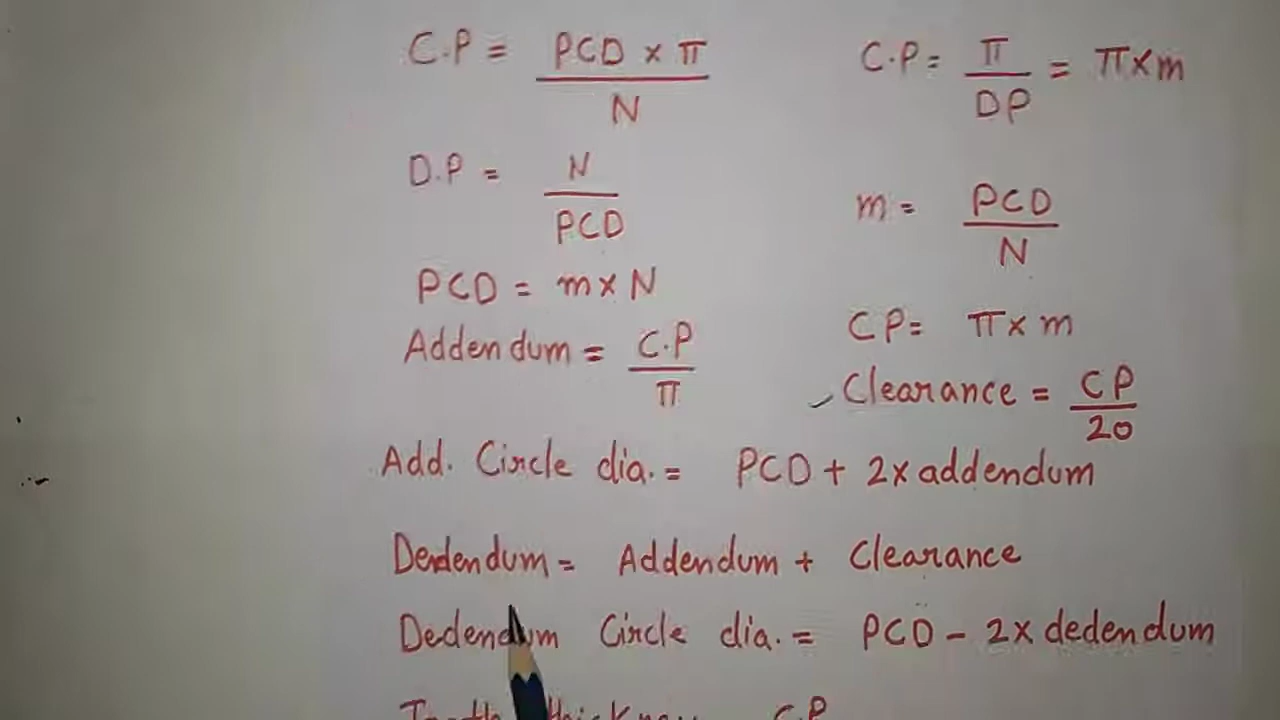 C.P = PCD × π / N
C.P = π / DP = π × m
D.P = N / PCD
m = PCD / N
PCD = m × N
CP = π × m
Addendum = C.P / π
Clearance = CP / 20
Add. Circle dia. = PCD + 2 × addendum
Dedendum = Addendum + Clearance
Dedendum Circle dia. = PCD - 2 × dedendum
C.P